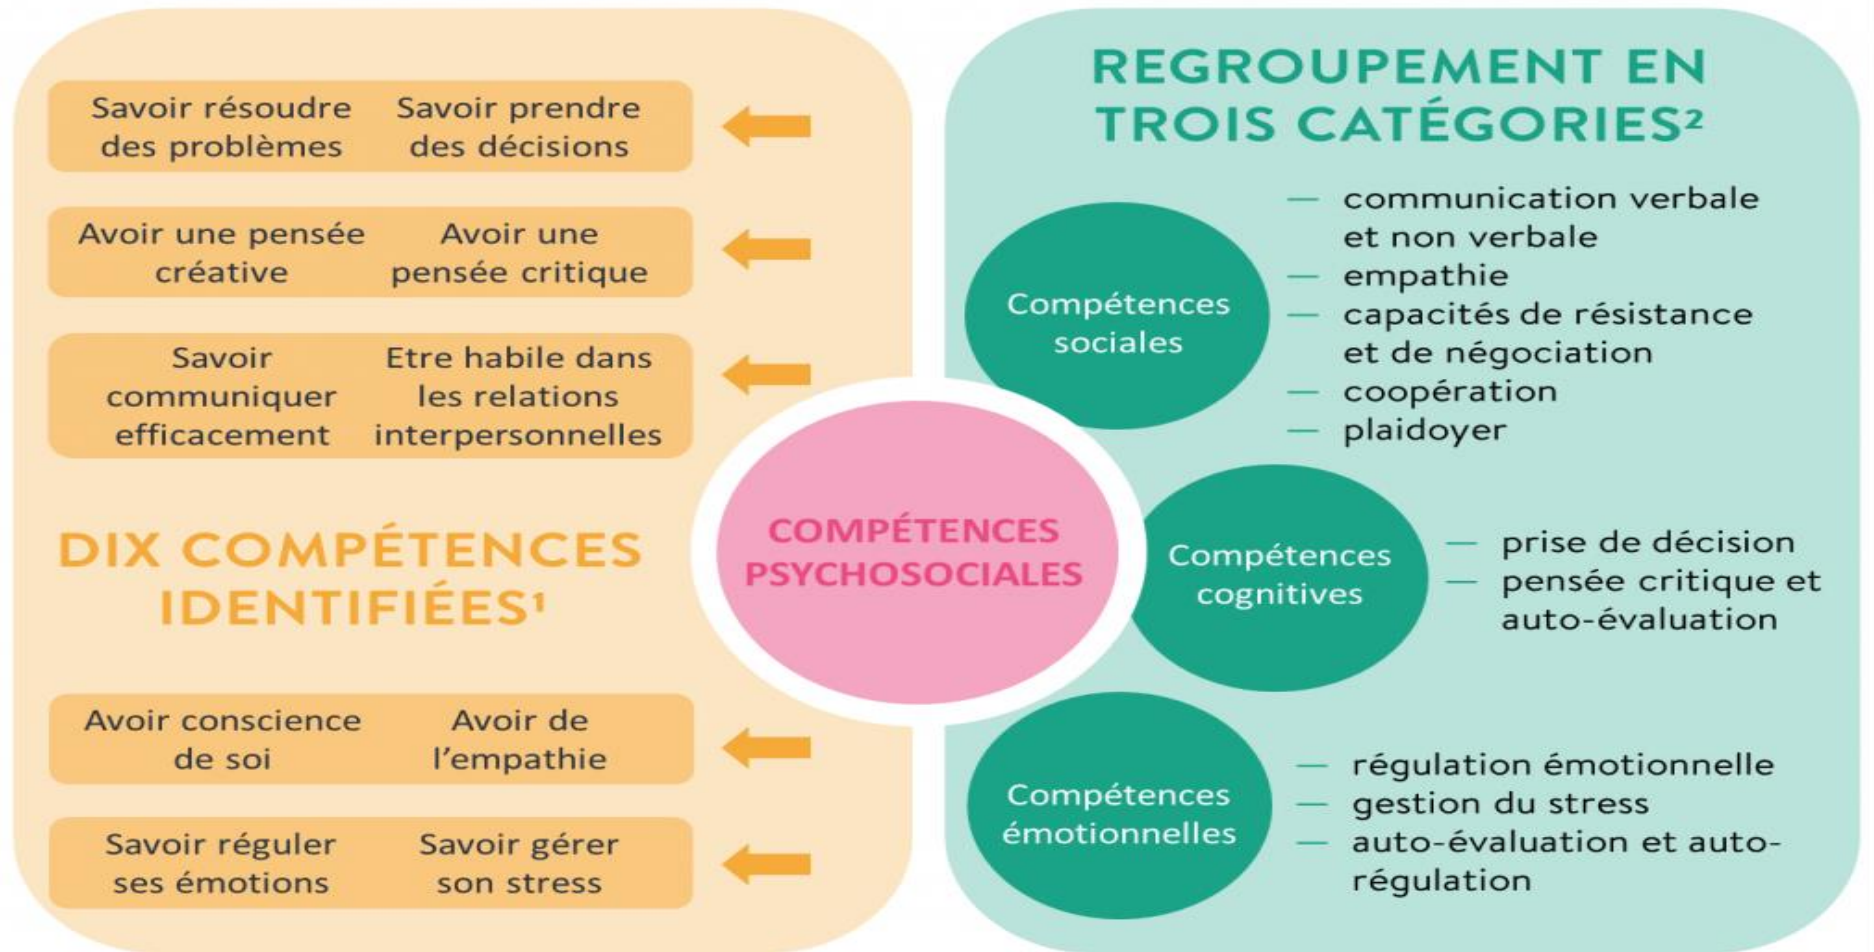 Savoir résoudre
des problèmes
Savoir prendre
des décisions
Avoir une pensée
créative
Avoir une
pensée critique
Savoir
communiquer
efficacement
Etre habile dans
les relations
interpersonnelles
DIX COMPÉTENCES
IDENTIFIÉES¹
Avoir conscience
de soi
Avoir de
l’empathie
Savoir réguler
ses émotions
Savoir gérer
son stress
COMPÉTENCES
PSYCHOSOCIALES
REGROUPEMENT EN
TROIS CATÉGORIES²
Compétences
sociales
— communication verbale
et non verbale
— empathie
— capacités de résistance
et de négociation
— coopération
— plaidoyer
Compétences
cognitives
— prise de décision
— pensée critique et
auto-évaluation
Compétences
émotionnelles
— régulation émotionnelle
— gestion du stress
— auto-évaluation et auto-
régulation